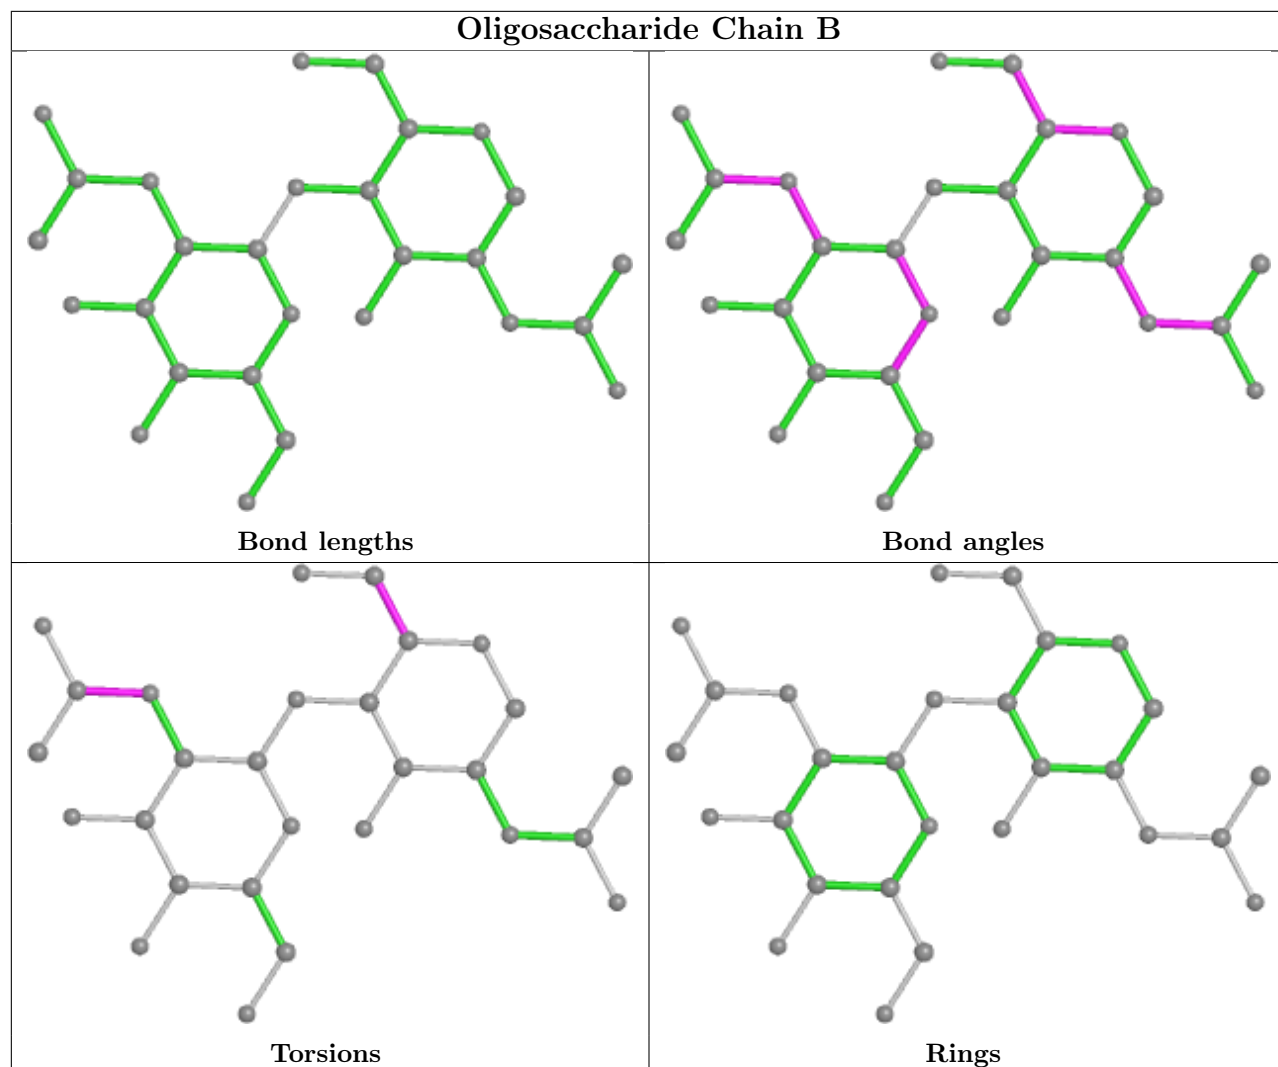 Oligosaccharide Chain B
Bond lengths
Bond angles
Torsions
Rings